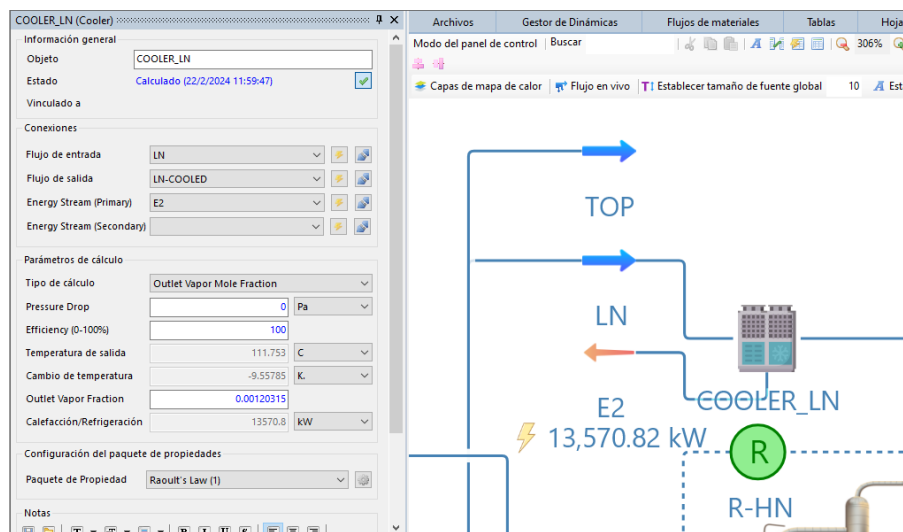 COOLER_LN (Cooler)
Información general
Objeto COOLER_LN
Estado Calculado (22/2/2024 11:59:47)
Vinculado a
Conexiones
Flujo de entrada LN
Flujo de salida LN-COOLED
Energy Stream (Primary) E2
Energy Stream (Secondary)
Parámetros de cálculo
Tipo de cálculo Outlet Vapor Mole Fraction
Pressure Drop 0 Pa
Efficiency (0-100%) 100
Temperatura de salida 111.753 C
Cambio de temperatura -9.55785 K.
Outlet Vapor Fraction 0.00120315
Calefacción/Refrigeración 13570.8 kW
Configuración del paquete de propiedades
Paquete de Propiedad Raoult's Law (1)
Notas
Archivos Gestor de Dinámicas Flujos de materiales Tablas Hoja
Modo del panel de control Buscar 306%
Capas de mapa de calor Flujo en vivo Establecer tamaño de fuente global 10 Est
TOP
LN
COOLER_LN
E2
13,570.82 kW
R
R-HN